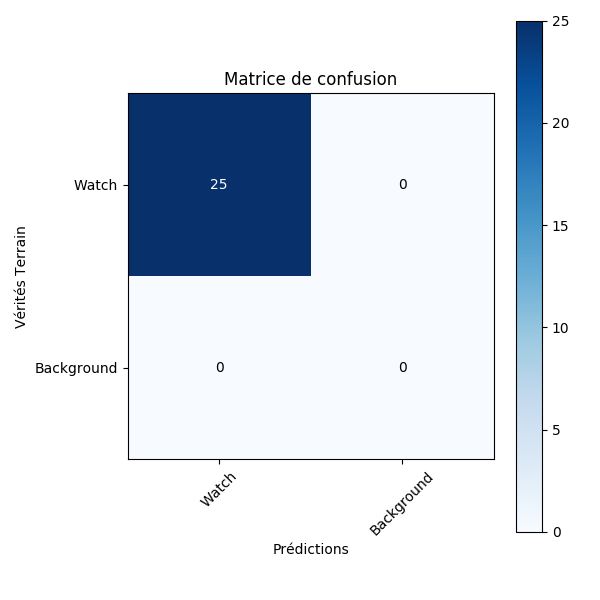 Matrice de confusion
25
Watch
25
0
20
Vérités Terrain
15
10
Background
0
0
5
0
Watch
Background
Prédictions